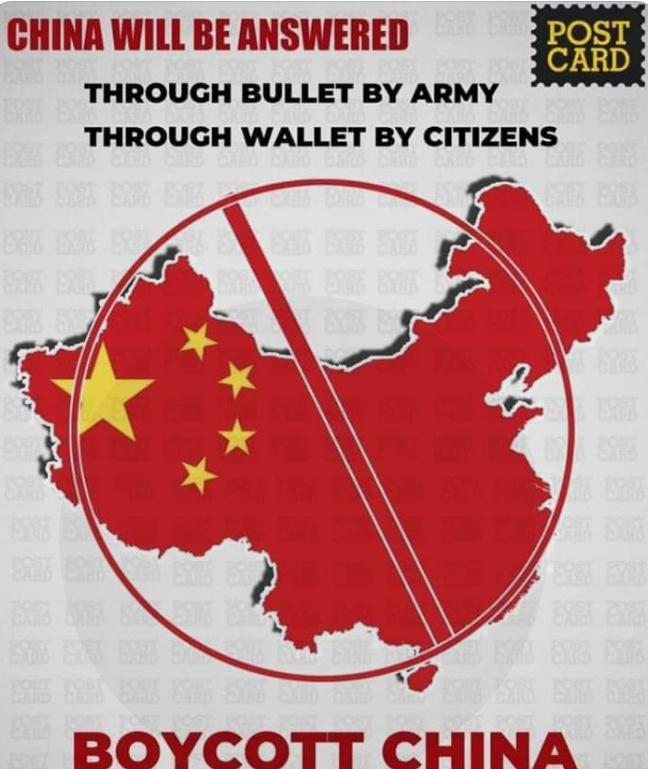 CHINA WILL BE ANSWERED
POST
CARD
THROUGH BULLET BY ARMY
THROUGH WALLET BY CITIZENS
BOYCOTT CHINA